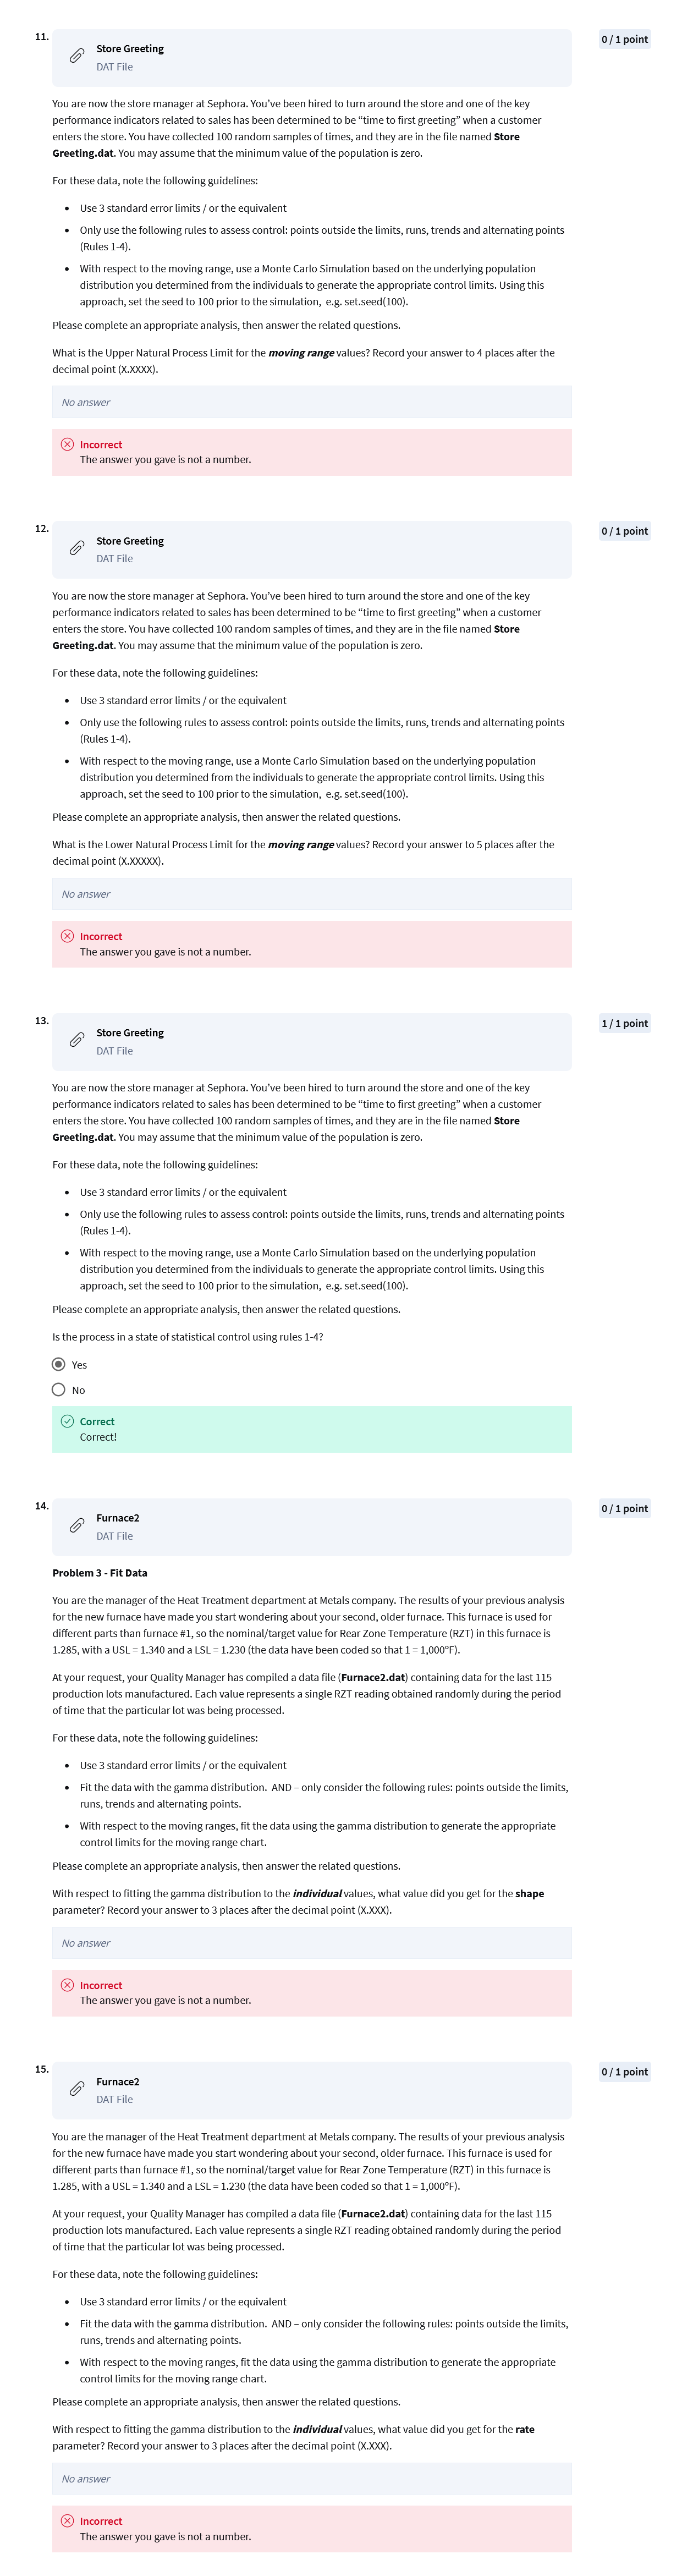 11.
Store Greeting
0 / 1 point
DAT File
You are now the store manager at Sephora. You’ve been hired to turn around the store and one of the key
performance indicators related to sales has been determined to be “time to first greeting” when a customer
enters the store. You have collected 100 random samples of times, and they are in the file named Store
Greeting.dat. You may assume that the minimum value of the population is zero.
For these data, note the following guidelines:
• Use 3 standard error limits / or the equivalent
• Only use the following rules to assess control: points outside the limits, runs, trends and alternating points
(Rules 1-4).
• With respect to the moving range, use a Monte Carlo Simulation based on the underlying population
distribution you determined from the individuals to generate the appropriate control limits. Using this
approach, set the seed to 100 prior to the simulation, e.g. set.seed(100).
Please complete an appropriate analysis, then answer the related questions.
What is the Upper Natural Process Limit for the moving range values? Record your answer to 4 places after the
decimal point (X.XXXX).
No answer
Incorrect
The answer you gave is not a number.
12.
Store Greeting
0 / 1 point
DAT File
You are now the store manager at Sephora. You’ve been hired to turn around the store and one of the key
performance indicators related to sales has been determined to be “time to first greeting” when a customer
enters the store. You have collected 100 random samples of times, and they are in the file named Store
Greeting.dat. You may assume that the minimum value of the population is zero.
For these data, note the following guidelines:
• Use 3 standard error limits / or the equivalent
• Only use the following rules to assess control: points outside the limits, runs, trends and alternating points
(Rules 1-4).
• With respect to the moving range, use a Monte Carlo Simulation based on the underlying population
distribution you determined from the individuals to generate the appropriate control limits. Using this
approach, set the seed to 100 prior to the simulation, e.g. set.seed(100).
Please complete an appropriate analysis, then answer the related questions.
What is the Lower Natural Process Limit for the moving range values? Record your answer to 5 places after the
decimal point (X.XXXXX).
No answer
Incorrect
The answer you gave is not a number.
13.
Store Greeting
1 / 1 point
DAT File
You are now the store manager at Sephora. You’ve been hired to turn around the store and one of the key
performance indicators related to sales has been determined to be “time to first greeting” when a customer
enters the store. You have collected 100 random samples of times, and they are in the file named Store
Greeting.dat. You may assume that the minimum value of the population is zero.
For these data, note the following guidelines:
• Use 3 standard error limits / or the equivalent
• Only use the following rules to assess control: points outside the limits, runs, trends and alternating points
(Rules 1-4).
• With respect to the moving range, use a Monte Carlo Simulation based on the underlying population
distribution you determined from the individuals to generate the appropriate control limits. Using this
approach, set the seed to 100 prior to the simulation, e.g. set.seed(100).
Please complete an appropriate analysis, then answer the related questions.
Is the process in a state of statistical control using rules 1-4?
Yes
No
Correct
Correct!
14.
Furnace2
0 / 1 point
DAT File
Problem 3 - Fit Data
You are the manager of the Heat Treatment department at Metals company. The results of your previous analysis
for the new furnace have made you start wondering about your second, older furnace. This furnace is used for
different parts than furnace #1, so the nominal/target value for Rear Zone Temperature (RZT) in this furnace is
1.285, with a USL = 1.340 and a LSL = 1.230 (the data have been coded so that 1 = 1,000°F).
At your request, your Quality Manager has compiled a data file (Furnace2.dat) containing data for the last 115
production lots manufactured. Each value represents a single RZT reading obtained randomly during the period
of time that the particular lot was being processed.
For these data, note the following guidelines:
• Use 3 standard error limits / or the equivalent
• Fit the data with the gamma distribution. AND – only consider the following rules: points outside the limits,
runs, trends and alternating points.
• With respect to the moving ranges, fit the data using the gamma distribution to generate the appropriate
control limits for the moving range chart.
Please complete an appropriate analysis, then answer the related questions.
With respect to fitting the gamma distribution to the individual values, what value did you get for the shape
parameter? Record your answer to 3 places after the decimal point (X.XXX).
No answer
Incorrect
The answer you gave is not a number.
15.
Furnace2
0 / 1 point
DAT File
You are the manager of the Heat Treatment department at Metals company. The results of your previous analysis
for the new furnace have made you start wondering about your second, older furnace. This furnace is used for
different parts than furnace #1, so the nominal/target value for Rear Zone Temperature (RZT) in this furnace is
1.285, with a USL = 1.340 and a LSL = 1.230 (the data have been coded so that 1 = 1,000°F).
At your request, your Quality Manager has compiled a data file (Furnace2.dat) containing data for the last 115
production lots manufactured. Each value represents a single RZT reading obtained randomly during the period
of time that the particular lot was being processed.
For these data, note the following guidelines:
• Use 3 standard error limits / or the equivalent
• Fit the data with the gamma distribution. AND – only consider the following rules: points outside the limits,
runs, trends and alternating points.
• With respect to the moving ranges, fit the data using the gamma distribution to generate the appropriate
control limits for the moving range chart.
Please complete an appropriate analysis, then answer the related questions.
With respect to fitting the gamma distribution to the individual values, what value did you get for the rate
parameter? Record your answer to 3 places after the decimal point (X.XXX).
No answer
Incorrect
The answer you gave is not a number.